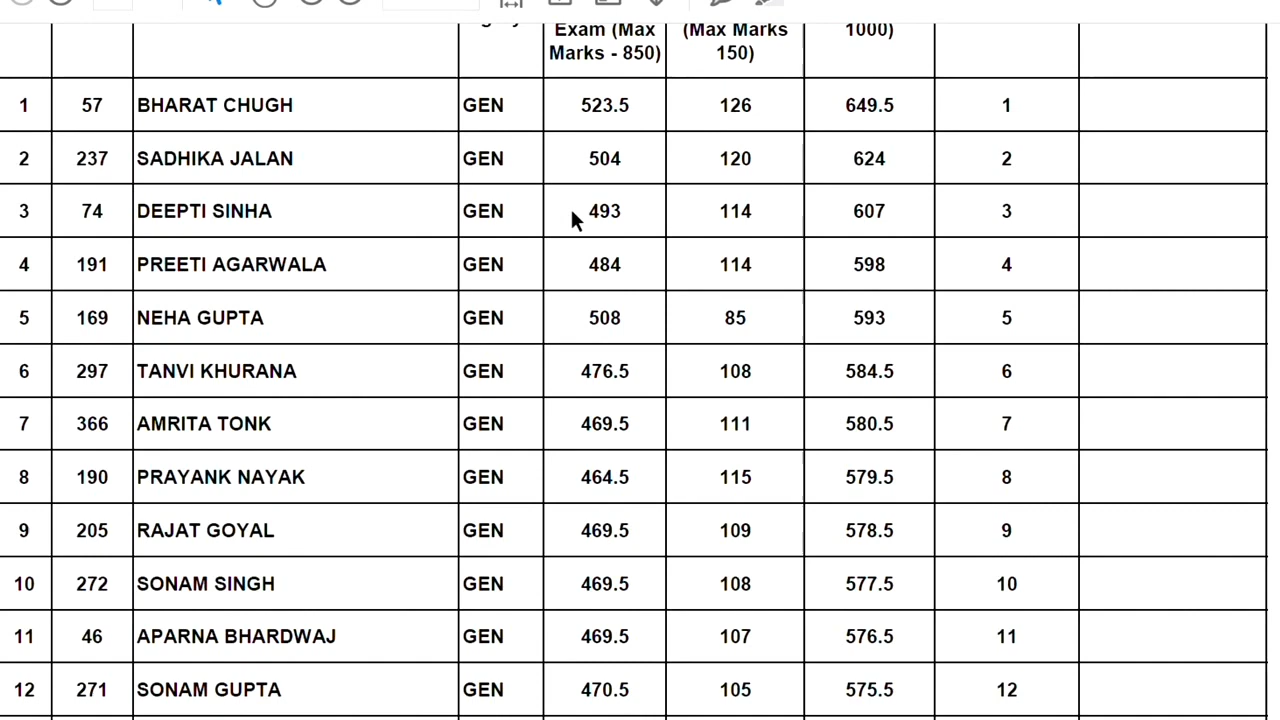 Exam (Max Marks - 850) (Max Marks 150) 1000)
1 57 BHARAT CHUGH GEN 523.5 126 649.5 1
2 237 SADHIKA JALAN GEN 504 120 624 2
3 74 DEEPTI SINHA GEN 493 114 607 3
4 191 PREETI AGARWALA GEN 484 114 598 4
5 169 NEHA GUPTA GEN 508 85 593 5
6 297 TANVI KHURANA GEN 476.5 108 584.5 6
7 366 AMRITA TONK GEN 469.5 111 580.5 7
8 190 PRAYANK NAYAK GEN 464.5 115 579.5 8
9 205 RAJAT GOYAL GEN 469.5 109 578.5 9
10 272 SONAM SINGH GEN 469.5 108 577.5 10
11 46 APARNA BHARDWAJ GEN 469.5 107 576.5 11
12 271 SONAM GUPTA GEN 470.5 105 575.5 12